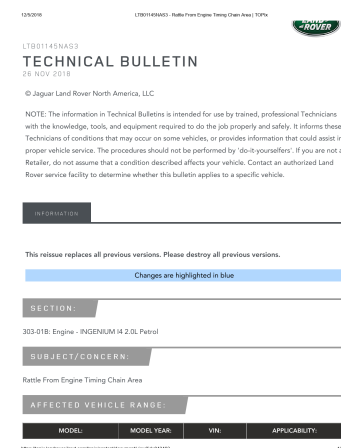 12/5/2018
LTB01145NAS3 - Rattle From Engine Timing Chain Area | TOPIx
LAND
ROVER
LTB01145NAS3
TECHNICAL BULLETIN
26 NOV 2018
© Jaguar Land Rover North America, LLC
NOTE: The information in Technical Bulletins is intended for use by trained, professional Technicians
with the knowledge, tools, and equipment required to do the job properly and safely. It informs these
Technicians of conditions that may occur on some vehicles, or provides information that could assist in
proper vehicle service. The procedures should not be performed by 'do-it-yourselfers'. If you are not a
Retailer, do not assume that a condition described affects your vehicle. Contact an authorized Land
Rover service facility to determine whether this bulletin applies to a specific vehicle.
INFORMATION
This reissue replaces all previous versions. Please destroy all previous versions.
Changes are highlighted in blue
SECTION:
303-01B: Engine - INGENIUM I4 2.0L Petrol
SUBJECT/CONCERN:
Rattle From Engine Timing Chain Area
AFFECTED VEHICLE RANGE:
MODEL: MODEL YEAR: VIN: APPLICABILITY: